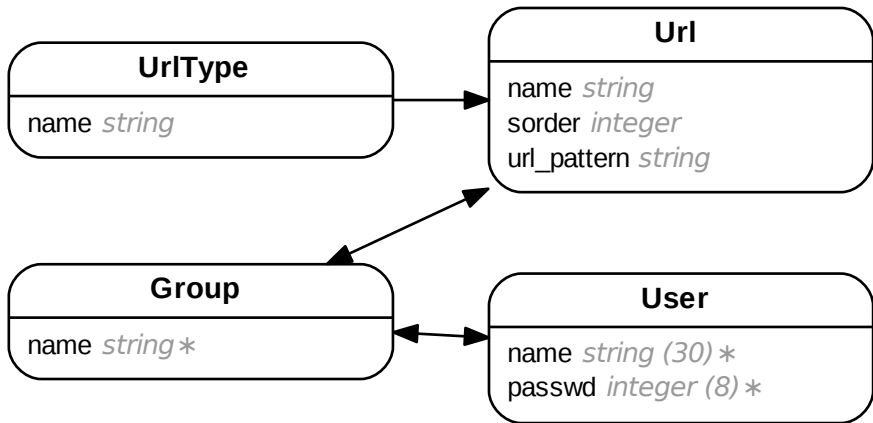 UrlType
name string
Url
name string
sorder integer
url_pattern string
Group
name string∗
User
name string (30)∗
passwd integer (8)∗